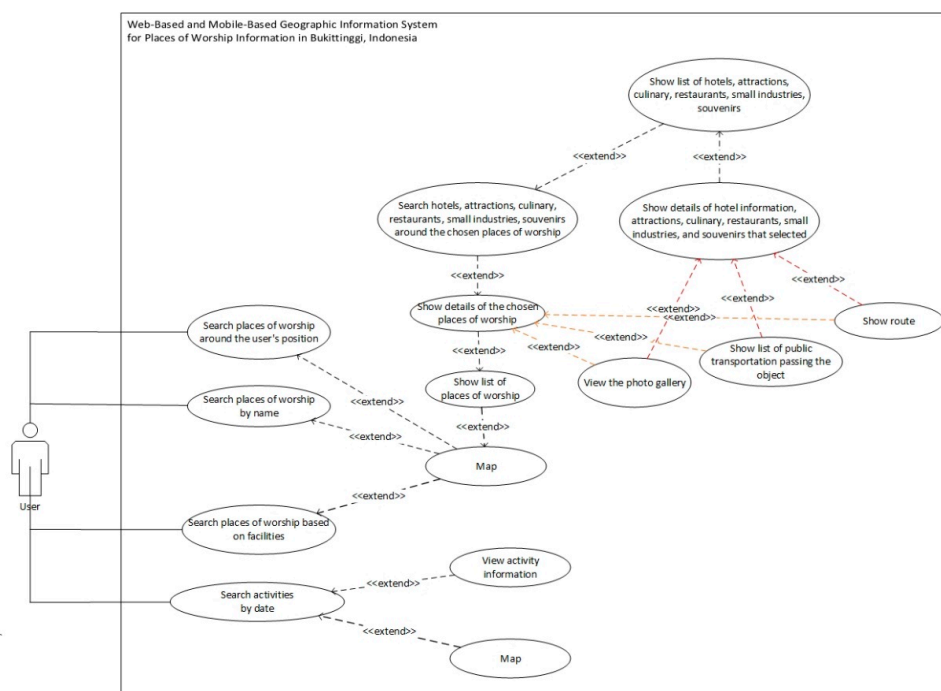 Web-Based and Mobile-Based Geographic Information System
for Places of Worship Information in Bukittinggi, Indonesia
Show list of hotels, attractions,
culinary, restaurants, small industries,
souvenirs
<<extend>>
<<extend>>
Search hotels, attractions, culinary,
restaurants, small industries, souvenirs
around the chosen places of worship
Show details of hotel information,
attractions, culinary, restaurants, small
industries, and souvenirs that selected
<<extend>>
<<extend>>
Show details of the chosen
places of worship
<<extend>>
<<extend>>
Show route
Search places of worship
around the user's position
<<extend>>
<<extend>>
<<extend>>
Show list of public
transportation passing the
object
Show list of
places of worship
View the photo gallery
Search places of worship
by name
<<extend>>
<<extend>>
<<extend>>
Map
User
<<extend>>
Search places of worship based
on facilities
View activity
information
<<extend>>
Search activities
by date
<<extend>>
Map